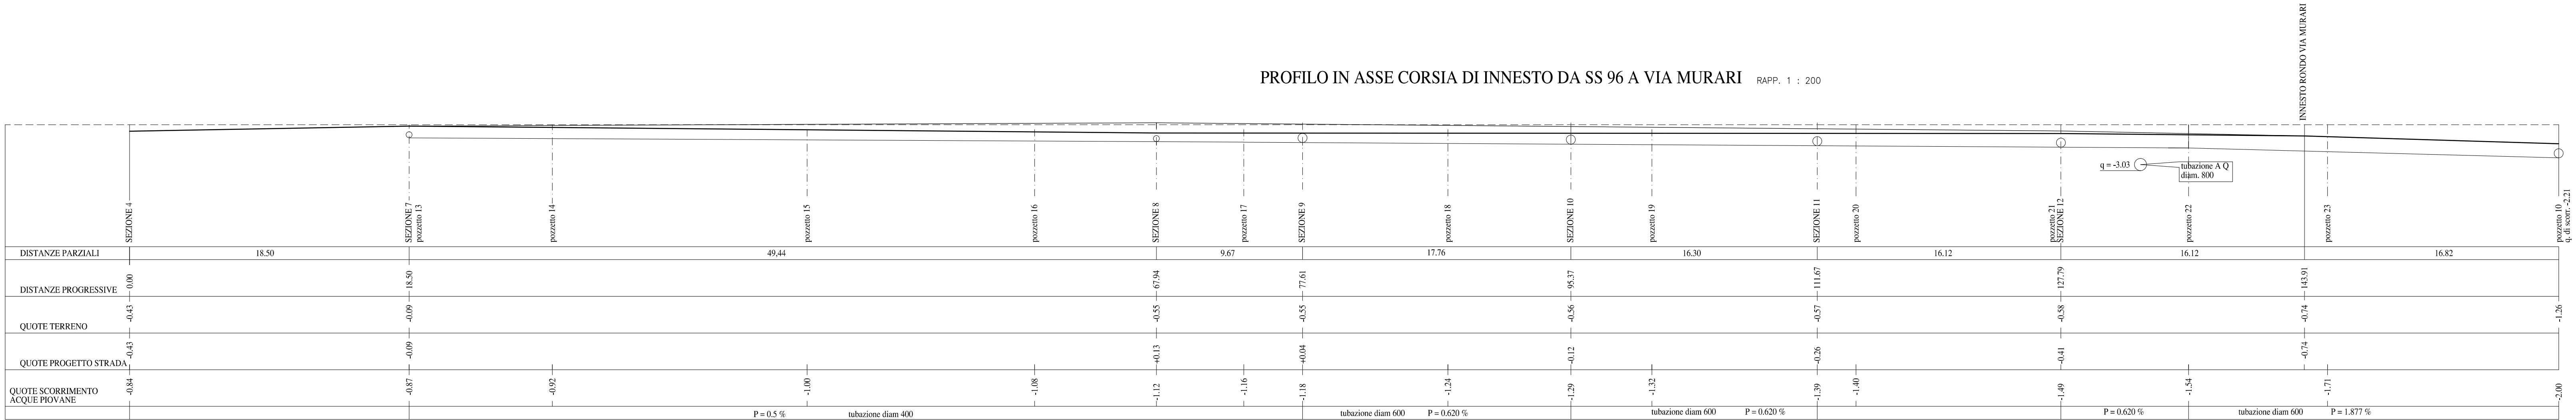 INNESTO RONDO VIA MURARI
PROFILO IN ASSE CORSIA DI INNESTO DA SS 96 A VIA MURARI RAPP. 1 : 200
q = -3.03
tubazione A Q
diam. 800
SEZIONE 4
SEZIONE 7
pozzetto 13
pozzetto 14
pozzetto 15
pozzetto 16
SEZIONE 8
pozzetto 17
SEZIONE 9
pozzetto 18
SEZIONE 10
pozzetto 19
SEZIONE 11
pozzetto 20
pozzetto 21
SEZIONE 12
pozzetto 22
pozzetto 23
pozzetto 10
q. di scorr. -2.21
DISTANZE PARZIALI 18.50 49,44 9.67 17.76 16.30 16.12 16.12 16.82
DISTANZE PROGRESSIVE 0.00 18.50 67.94 77.61 95.37 111.67 127.79 143.91
QUOTE TERRENO -0.43 -0.09 -0.55 -0.55 -0.56 -0.57 -0.58 -0.74 -1.26
QUOTE PROGETTO STRADA -0.43 -0.09 +0.13 +0.04 -0.12 -0.26 -0.41 -0.74
QUOTE SCORRIMENTO
ACQUE PIOVANE
-0.84 -0.87 -0.92 -1.00 -1.08 -1.12 -1.16 -1.18 -1.24 -1.29 -1.32 -1.39 -1.40 -1.49 -1.54 -1.71 -2.00
P = 0.5 % tubazione diam 400 tubazione diam 600 P = 0.620 % tubazione diam 600 P = 0.620 % P = 0.620 % tubazione diam 600 P = 1.877 %